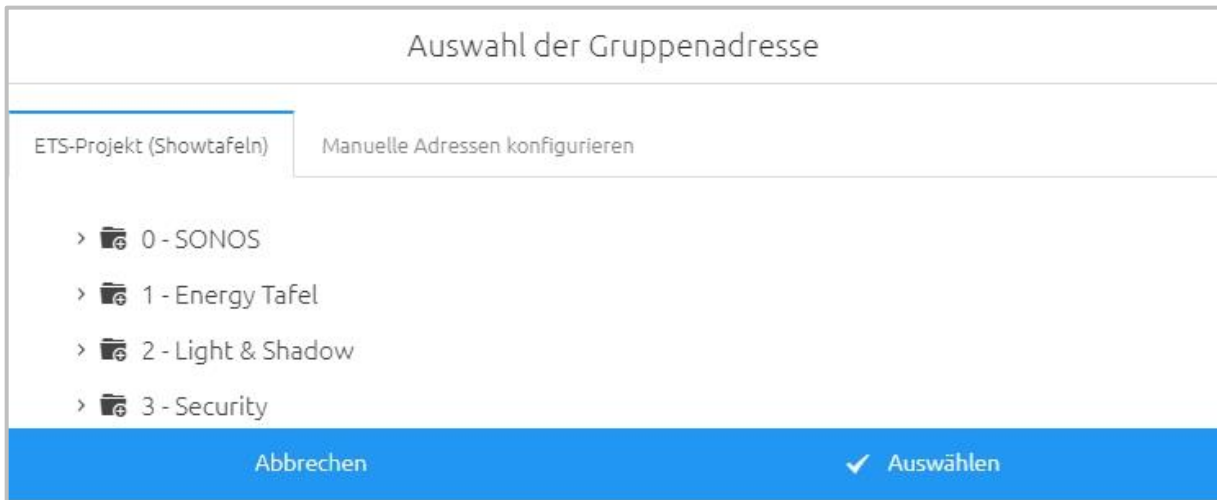 Auswahl der Gruppenadresse
ETS-Projekt (Showtafeln) Manuelle Adressen konfigurieren
0 - SONOS
1 - Energy Tafel
2 - Light & Shadow
3 - Security
Abbrechen Auswählen